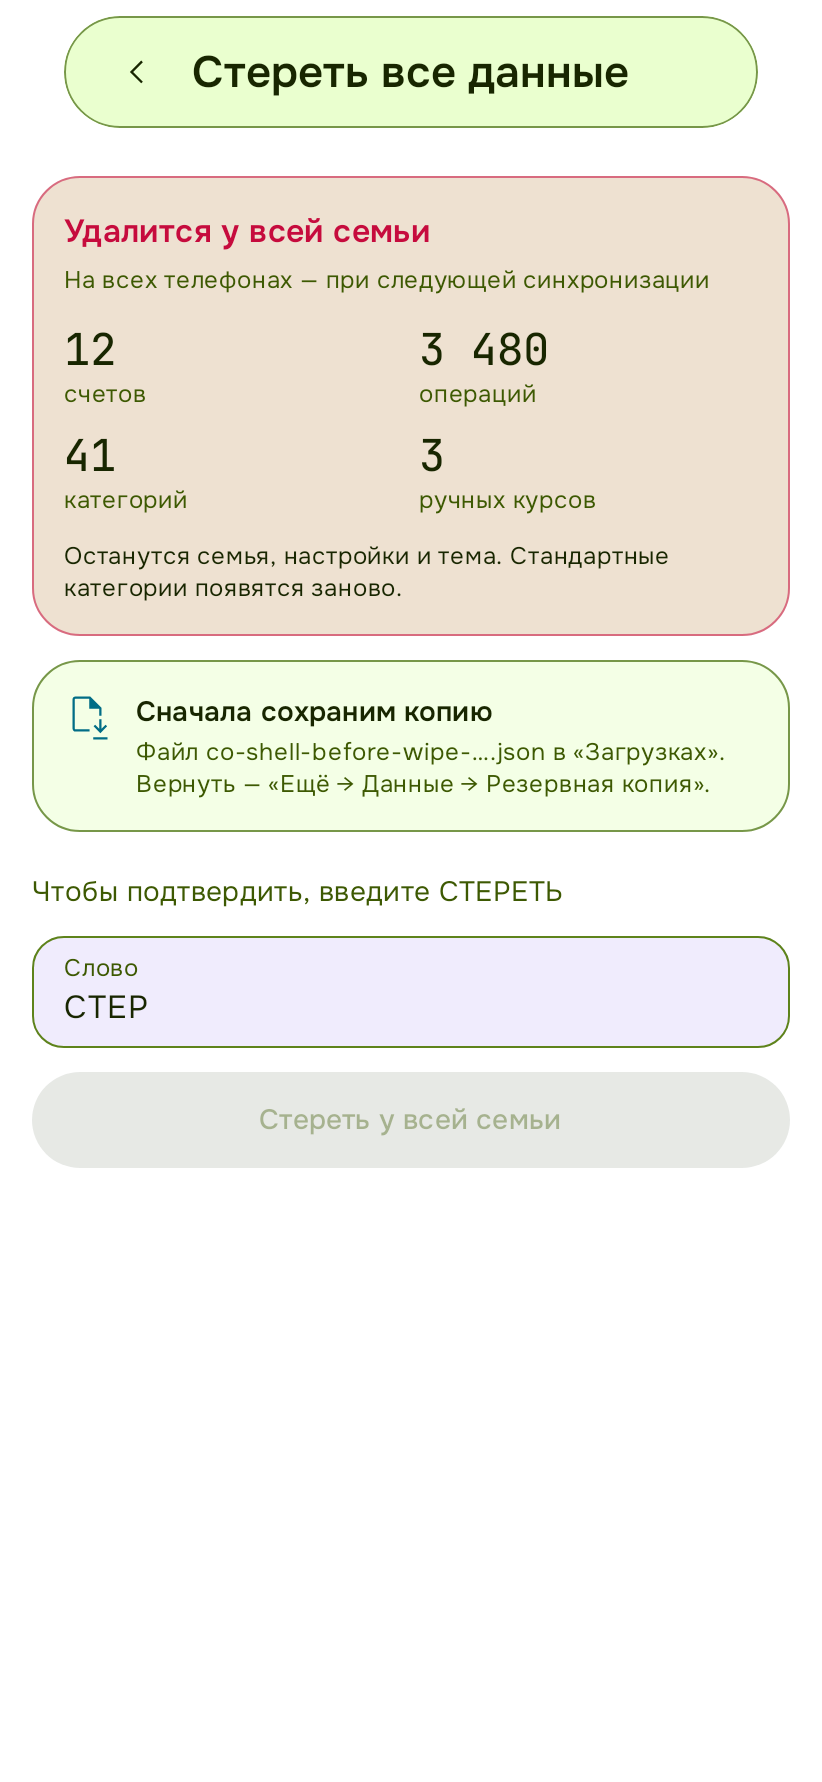 Стереть все данные
Удалится у всей семьи
На всех телефонах — при следующей синхронизации
12
3 480
счетов
операций
41
3
категорий
ручных курсов
Останутся семья, настройки и тема. Стандартные
категории появятся заново.
Сначала сохраним копию
Файл co-shell-before-wipe-….json в «Загрузках».
Вернуть — «Ещё → Данные → Резервная копия».
Чтобы подтвердить, введите СТЕРЕТЬ
Слово
СТЕР
Стереть у всей семьи